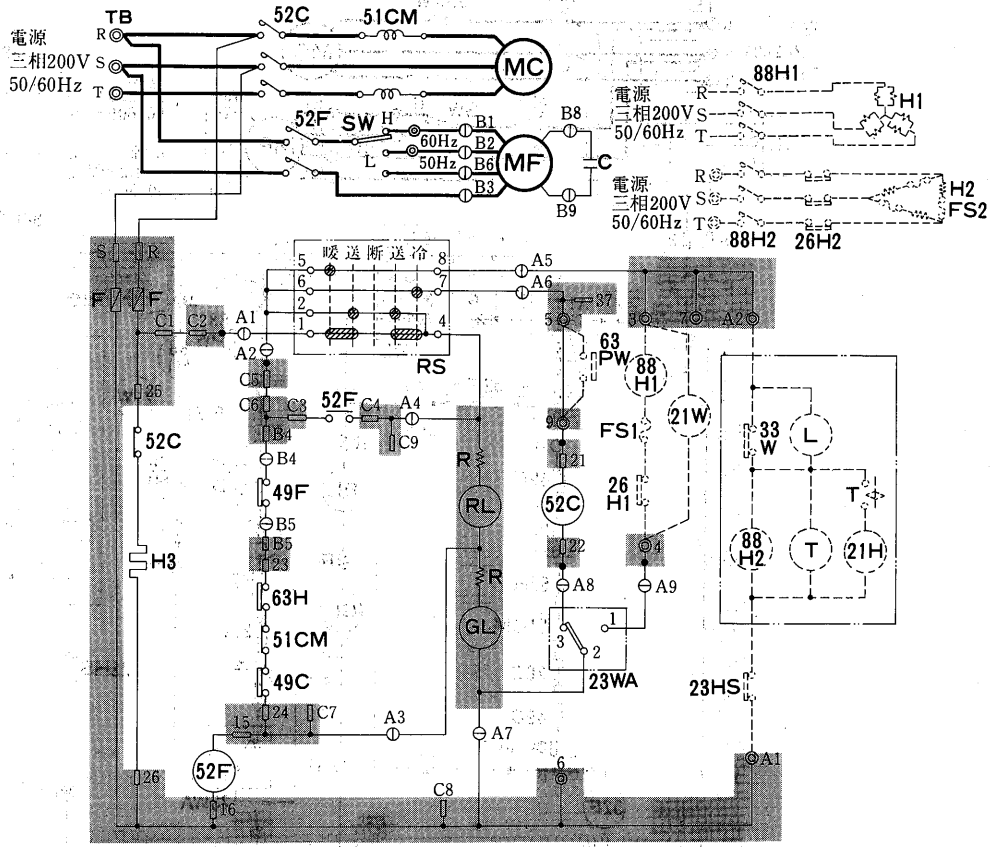 TB
52C
51CM
電源
三相200V
50/60Hz
R
S
T
MC
88H1
電源
三相200V
50/60Hz
R
S
T
H1
52F
SW
H
L
60Hz
50Hz
B1
B2
B6
B3
MF
B8
B9
C
電源
三相200V
50/60Hz
R
S
T
88H2
26H2
H2
FS2
S
R
F
F
暖 送 断 送 冷
5
6
2
1
8
7
4
RS
A5
A6
C1
C2
A1
A2
37
5
3
7
A2
63
PW
88
H1
21W
25
C5
C6
C3
52F
C4
A4
C9
B4
B4
52C
49F
B5
B5
23
R
RL
9
21
FS1
26
H1
33
W
L
T
52C
22
4
88
H2
T
21H
H3
63H
51CM
49C
R
GL
A8
A9
3
1
2
23WA
23HS
24
C7
15
A3
A7
52F
16
26
C8
6
A1